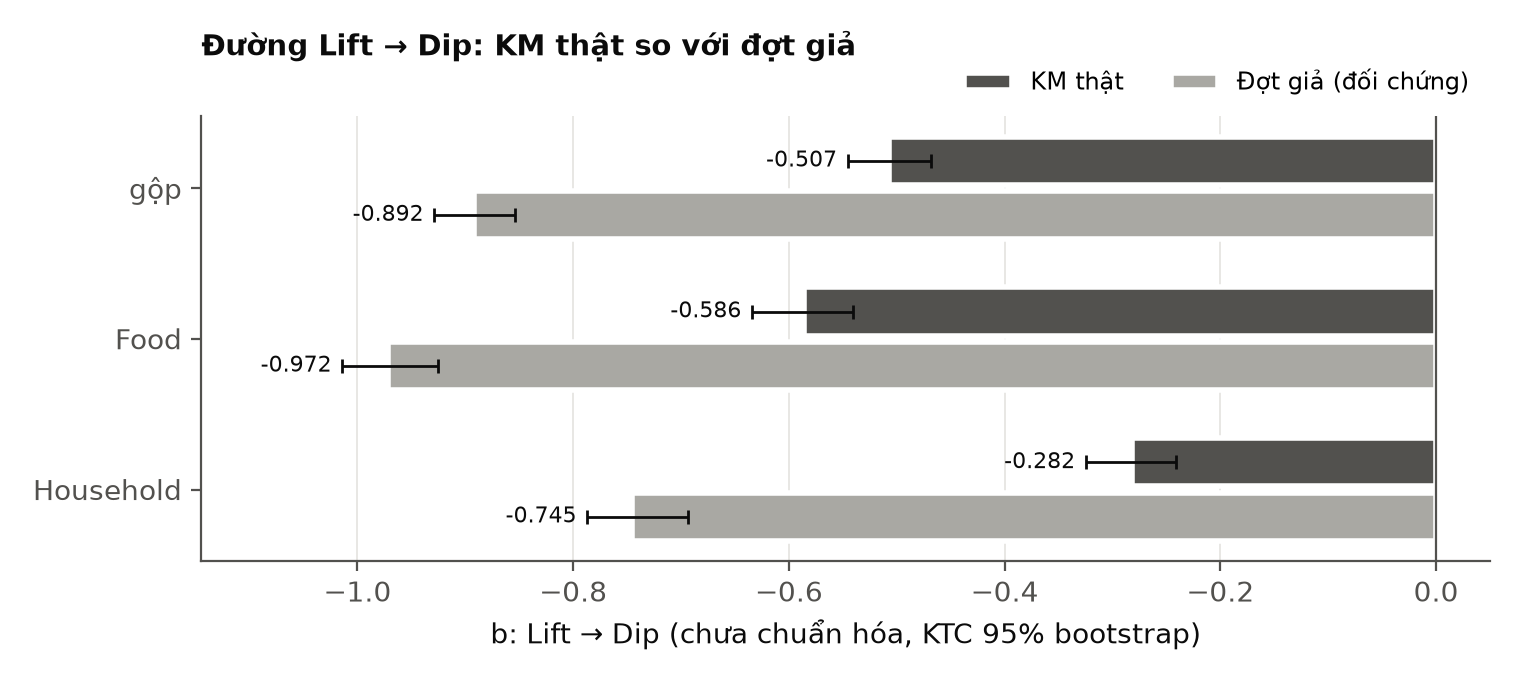 Đường Lift → Dip: KM thật so với đợt giả
KM thật Đợt giả (đối chứng)
gộp
-0.507
-0.892
Food
-0.586
-0.972
Household
-0.282
-0.745
−1.0 −0.8 −0.6 −0.4 −0.2 0.0
b: Lift → Dip (chưa chuẩn hóa, KTC 95% bootstrap)